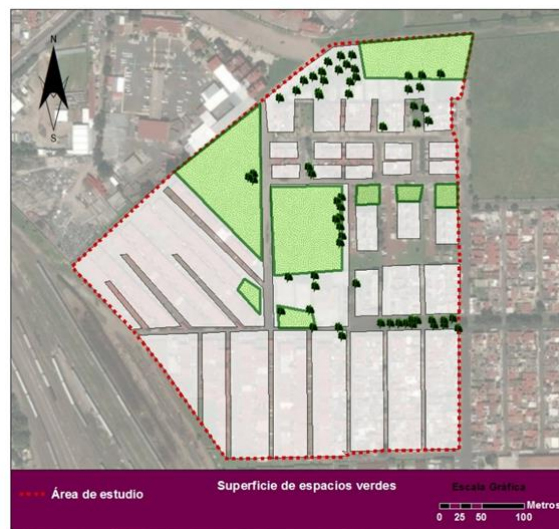 N
S
Área de estudio
Superficie de espacios verdes
Escala Gráfica
Metros
0 25 50 100